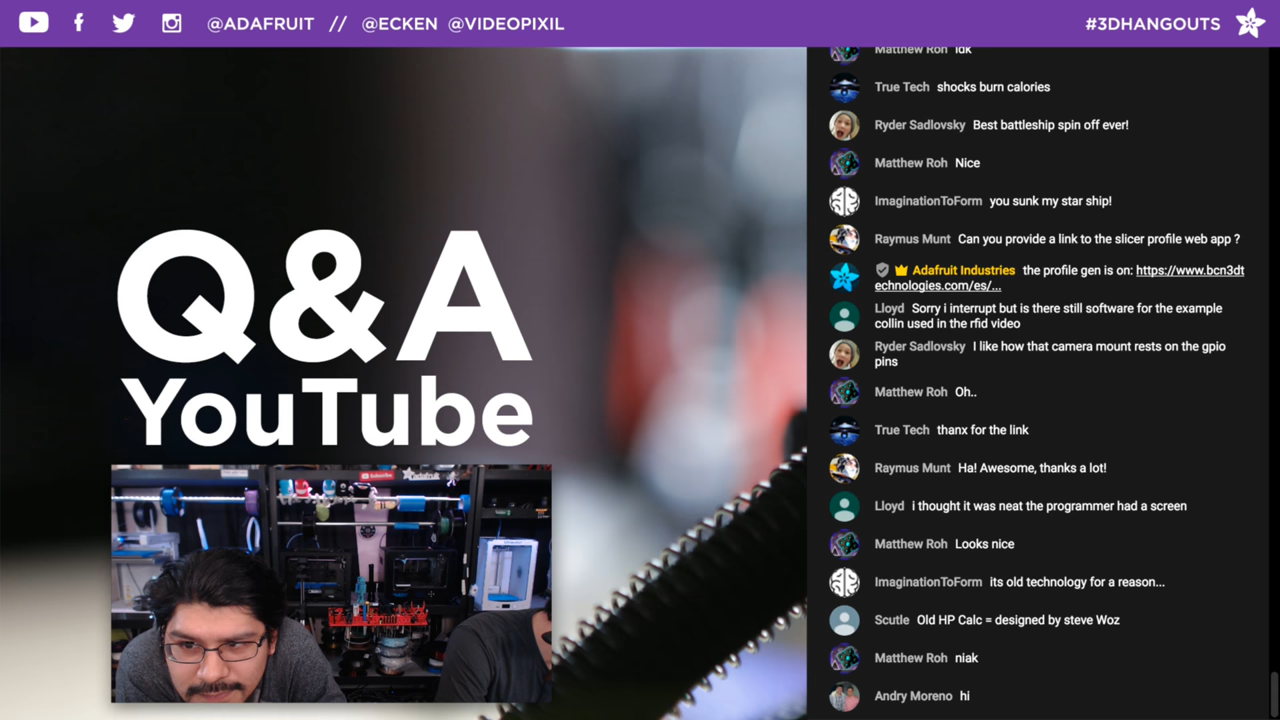 @ADAFRUIT // @ECKEN @VIDEOPIXIL
#3DHANGOUTS
Q&A
YouTube
Subscribe
Matthew Roh idk
True Tech shocks burn calories
Ryder Sadlovsky Best battleship spin off ever!
Matthew Roh Nice
ImaginationToForm you sunk my star ship!
Raymus Munt Can you provide a link to the slicer profile web app ?
Adafruit Industries the profile gen is on: https://www.bcn3dt
echnologies.com/es/...
Lloyd Sorry i interrupt but is there still software for the example
collin used in the rfid video
Ryder Sadlovsky I like how that camera mount rests on the gpio
pins
Matthew Roh Oh..
True Tech thanx for the link
Raymus Munt Ha! Awesome, thanks a lot!
Lloyd i thought it was neat the programmer had a screen
Matthew Roh Looks nice
ImaginationToForm its old technology for a reason...
Scutle Old HP Calc = designed by steve Woz
Matthew Roh niak
Andry Moreno hi